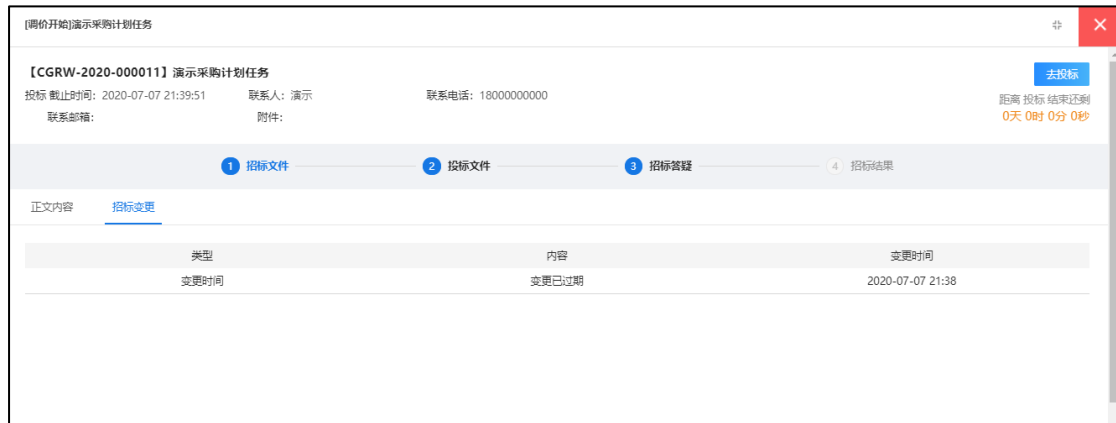 [调价开始]演示采购计划任务
【CGRW-2020-000011】演示采购计划任务
去投标
投标 截止时间: 2020-07-07 21:39:51 联系人: 演示 联系电话: 18000000000
距离 投标 结束还剩
联系邮箱: 附件:
0天 0时 0分 0秒
1 招标文件 2 投标文件 3 招标答疑 4 招标结果
正文内容 招标变更
类型 内容 变更时间
变更时间 变更已过期 2020-07-07 21:38